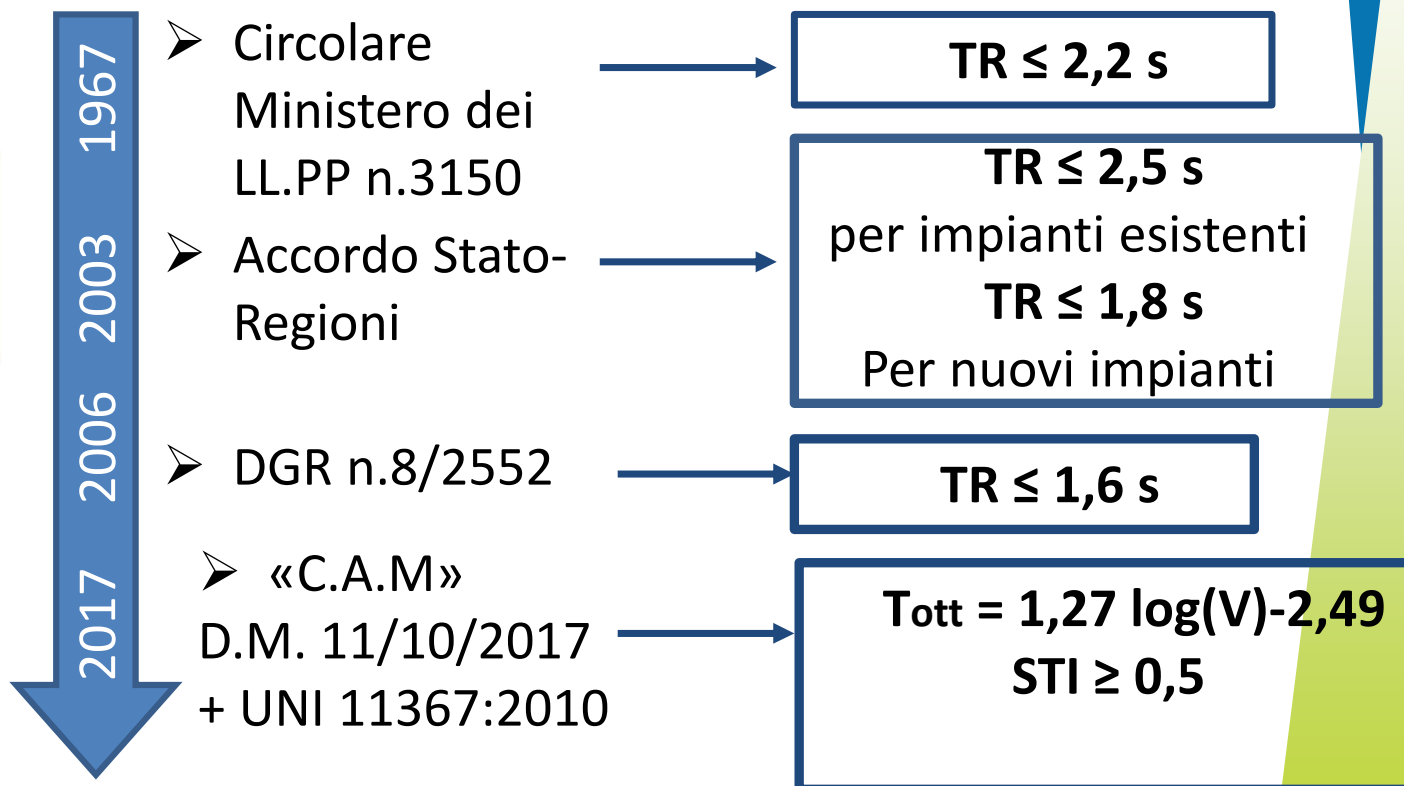 1967
➢ Circolare
Ministero dei
LL.PP n.3150
TR ≤ 2,2 s
2003
➢ Accordo Stato-
Regioni
TR ≤ 2,5 s
per impianti esistenti
TR ≤ 1,8 s
Per nuovi impianti
2006
➢ DGR n.8/2552
TR ≤ 1,6 s
2017
➢ «C.A.M»
D.M. 11/10/2017
+ UNI 11367:2010
Tott = 1,27 log(V)-2,49
STI ≥ 0,5